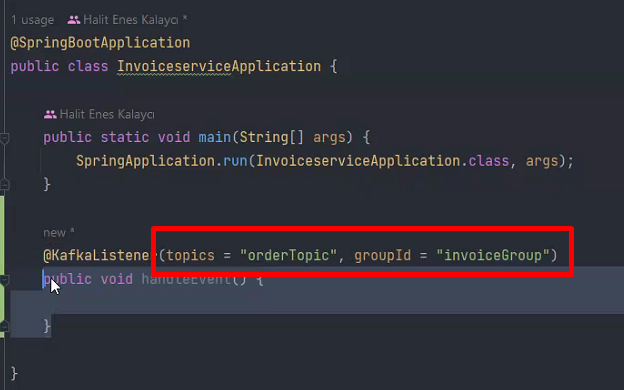 1 usage Halit Enes Kalaycı *
@SpringBootApplication
public class InvoiceserviceApplication {
Halit Enes Kalaycı
public static void main(String[] args) {
SpringApplication.run(InvoiceserviceApplication.class, args);
}
new *
@KafkaListener(topics = "orderTopic", groupId = "invoiceGroup")
public void handleEvent() {
}
}